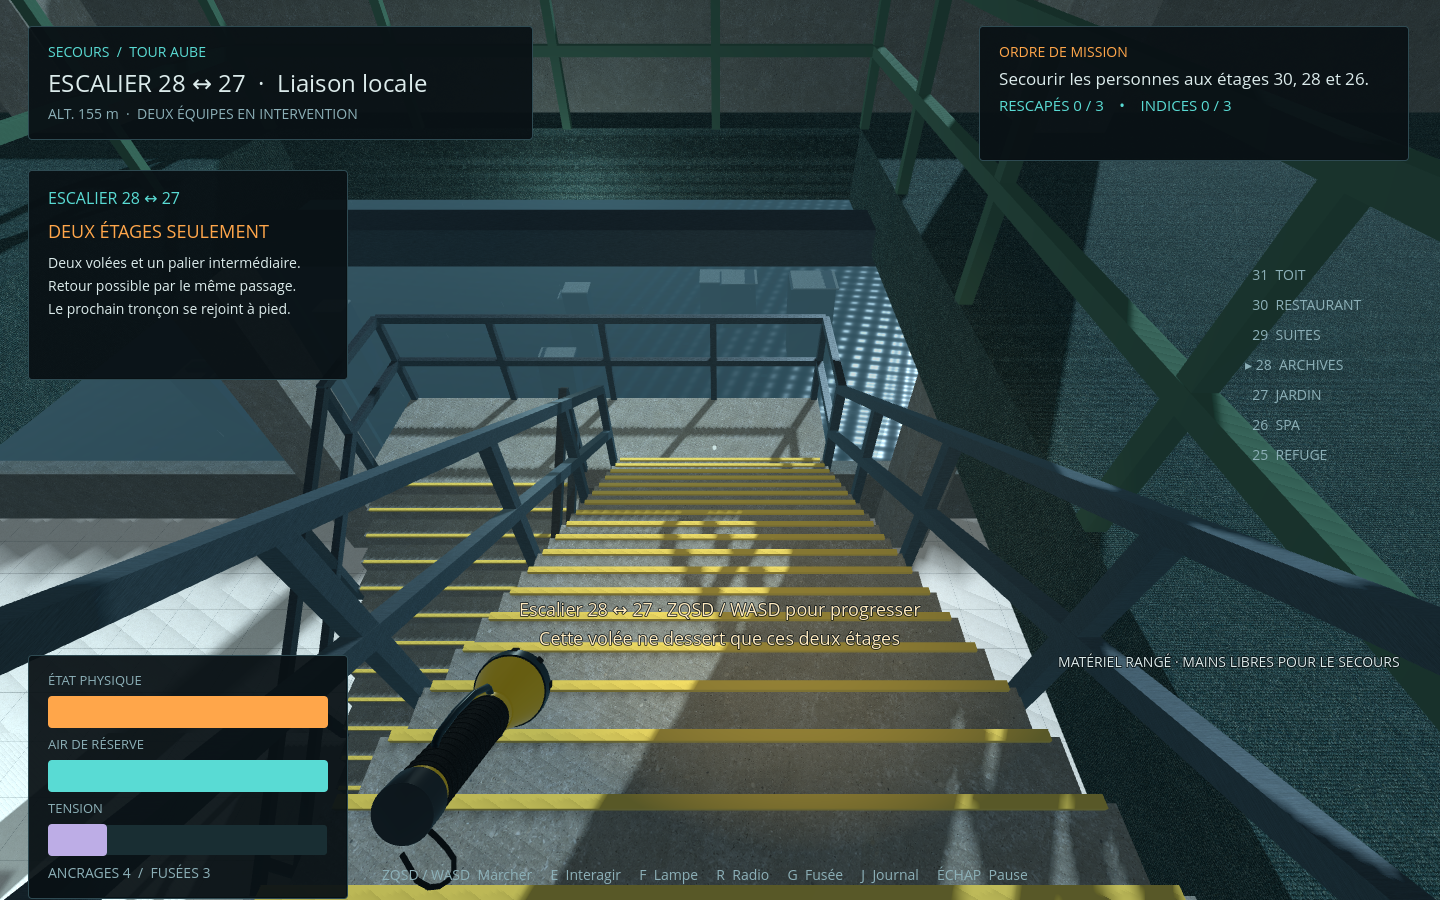 SECOURS / TOUR AUBE
ESCALIER 28 ↔ 27 · Liaison locale
ALT. 155 m · DEUX ÉQUIPES EN INTERVENTION
ORDRE DE MISSION
Secourir les personnes aux étages 30, 28 et 26.
RESCAPÉS 0 / 3 • INDICES 0 / 3
ESCALIER 28 ↔ 27
DEUX ÉTAGES SEULEMENT
Deux volées et un palier intermédiaire.
Retour possible par le même passage.
Le prochain tronçon se rejoint à pied.
31 TOIT
30 RESTAURANT
29 SUITES
▸ 28 ARCHIVES
27 JARDIN
26 SPA
25 REFUGE
Escalier 28 ↔ 27 · ZQSD / WASD pour progresser
Cette volée ne dessert que ces deux étages
MATÉRIEL RANGÉ · MAINS LIBRES POUR LE SECOURS
ÉTAT PHYSIQUE
AIR DE RÉSERVE
TENSION
ANCRAGES 4 / FUSÉES 3
ZQSD / WASD Marcher E Interagir F Lampe R Radio G Fusée J Journal ÉCHAP Pause